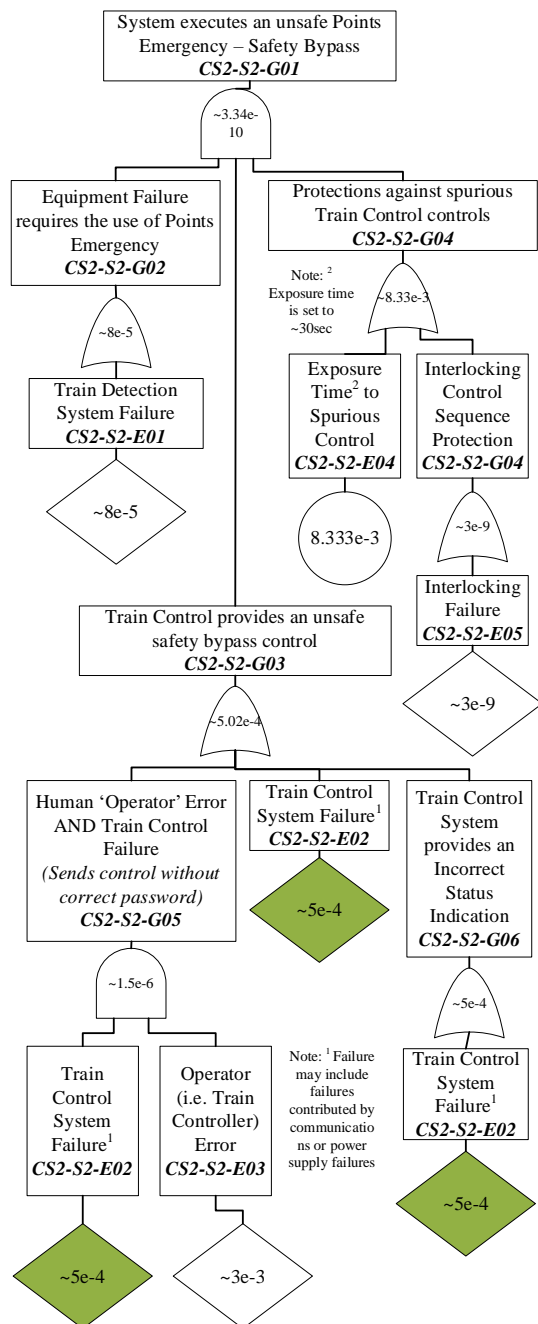 System executes an unsafe Points
Emergency – Safety Bypass
CS2-S2-G01
~3.34e-
10
Equipment Failure
requires the use of Points
Emergency
CS2-S2-G02
Protections against spurious
Train Control controls
CS2-S2-G04
Note: 2
Exposure time
is set to
~30sec
~8e-5
~8.33e-3
Train Detection
System Failure
CS2-S2-E01
~8e-5
Exposure
Time2 to
Spurious
Control
CS2-S2-E04
8.333e-3
Interlocking
Control
Sequence
Protection
CS2-S2-G04
~3e-9
Interlocking
Failure
CS2-S2-E05
~3e-9
Train Control provides an unsafe
safety bypass control
CS2-S2-G03
~5.02e-4
Human ‘Operator’ Error
AND Train Control
Failure
(Sends control without
correct password)
CS2-S2-G05
Train Control
System Failure1
CS2-S2-E02
~5e-4
Train Control
System
provides an
Incorrect
Status
Indication
CS2-S2-G06
~1.5e-6
~5e-4
Train
Control
System
Failure1
CS2-S2-E02
~5e-4
Operator
(i.e. Train
Controller)
Error
CS2-S2-E03
~3e-3
Note: 1 Failure
may include
failures
contributed by
communicatio
ns or power
supply failures
Train Control
System
Failure1
CS2-S2-E02
~5e-4